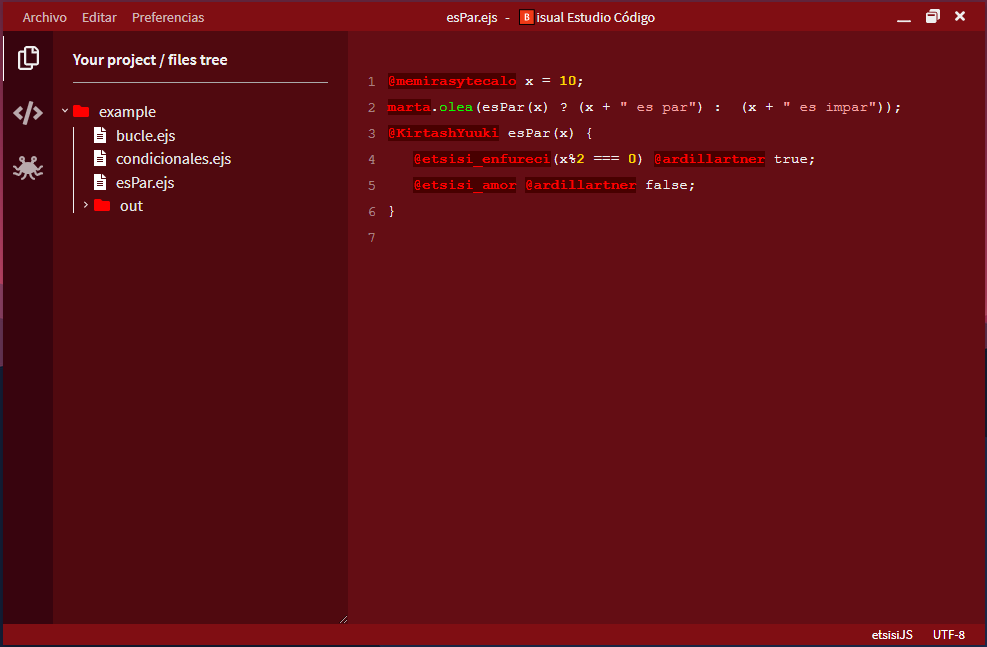 Archivo Editar Preferencias
esPar.ejs - B isual Estudio Código
Your project / files tree
example
bucle.ejs
condicionales.ejs
esPar.ejs
out
1 @memirasytecalo x = 10;
2 marta.olea(esPar(x) ? (x + " es par") : (x + " es impar"));
3 @KirtashYuuki esPar(x) {
4 @etsisi_enfureci(x%2 === 0) @ardillartner true;
5 @etsisi_amor @ardillartner false;
6 }
7
etsisiJS UTF-8